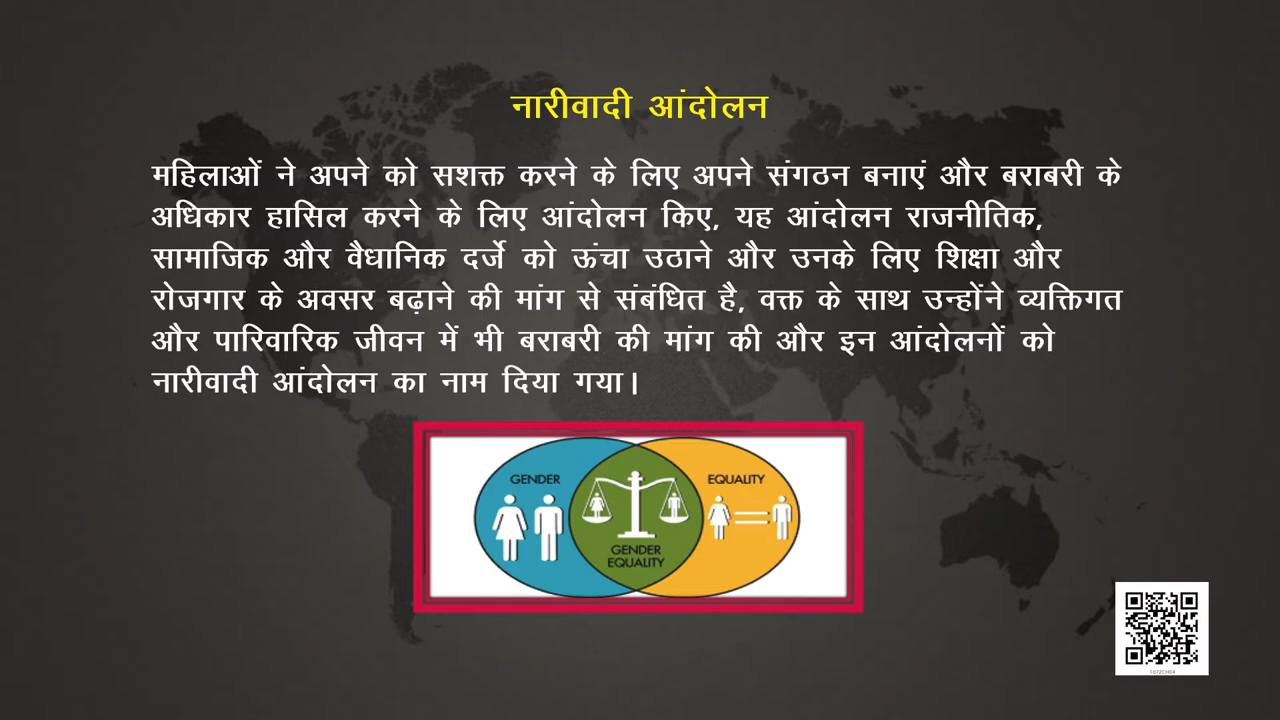 नारीवादी आंदोलन
महिलाओं ने अपने को सशक्त करने के लिए अपने संगठन बनाएं और बराबरी के
अधिकार हासिल करने के लिए आंदोलन किए, यह आंदोलन राजनीतिक,
सामाजिक और वैधानिक दर्जे को ऊंचा उठाने और उनके लिए शिक्षा और
रोजगार के अवसर बढ़ाने की मांग से संबंधित है, वक्त के साथ उन्होंने व्यक्तिगत
और पारिवारिक जीवन में भी बराबरी की मांग की और इन आंदोलनों को
नारीवादी आंदोलन का नाम दिया गया।
GENDER
EQUALITY
GENDER
EQUALITY
1072CH04